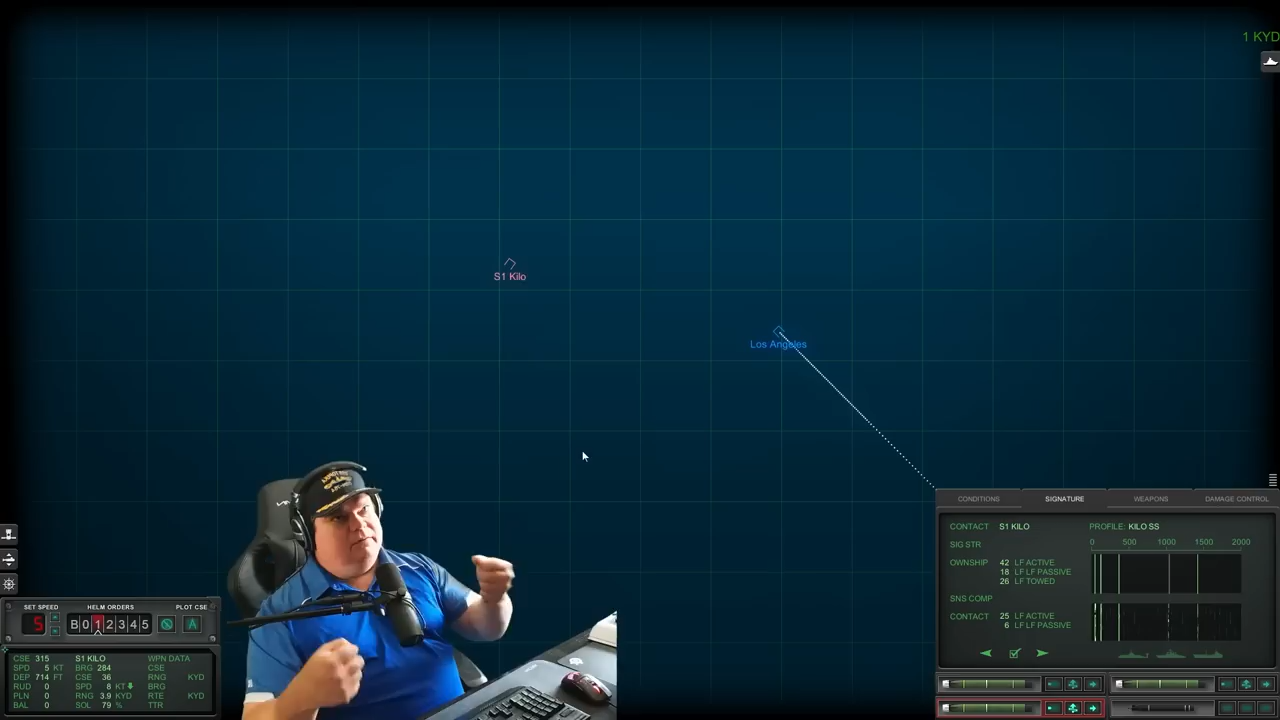 1 KYD
S1 Kilo
Los Angeles
CONDITIONS SIGNATURE WEAPONS DAMAGE CONTROL
CONTACT S1 KILO PROFILE: KILO SS
SIG STR 0 500 1000 1500 2000
OWNSHIP 42 LF ACTIVE
18 LF LF PASSIVE
26 LF TOWED
SNS COMP
CONTACT 25 LF ACTIVE
6 LF LF PASSIVE
SET SPEED HELM ORDERS PLOT CSE
5 B 0 1 2 3 4 5 A
CSE 315 S1 KILO WPN DATA
SPD 5 KT BRG 284 CSE
DEP 714 FT CSE 36 RNG KYD
RUD 0 SPD 8 KT BRG
PLN 0 RNG 3.9 KYD RTE KYD
BAL 0 SOL 79 % TTR